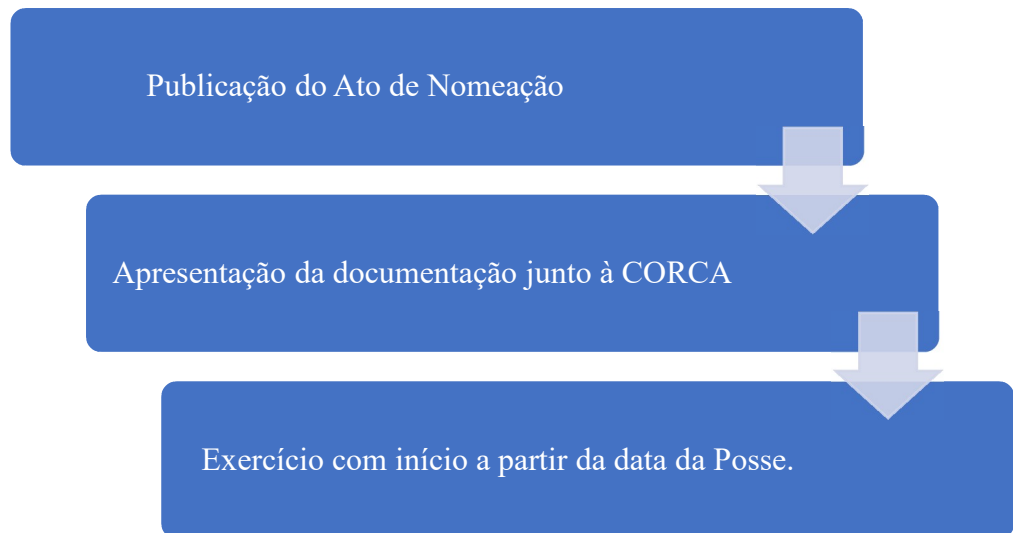 Publicação do Ato de Nomeação
Apresentação da documentação junto à CORCA
Exercício com início a partir da data da Posse.